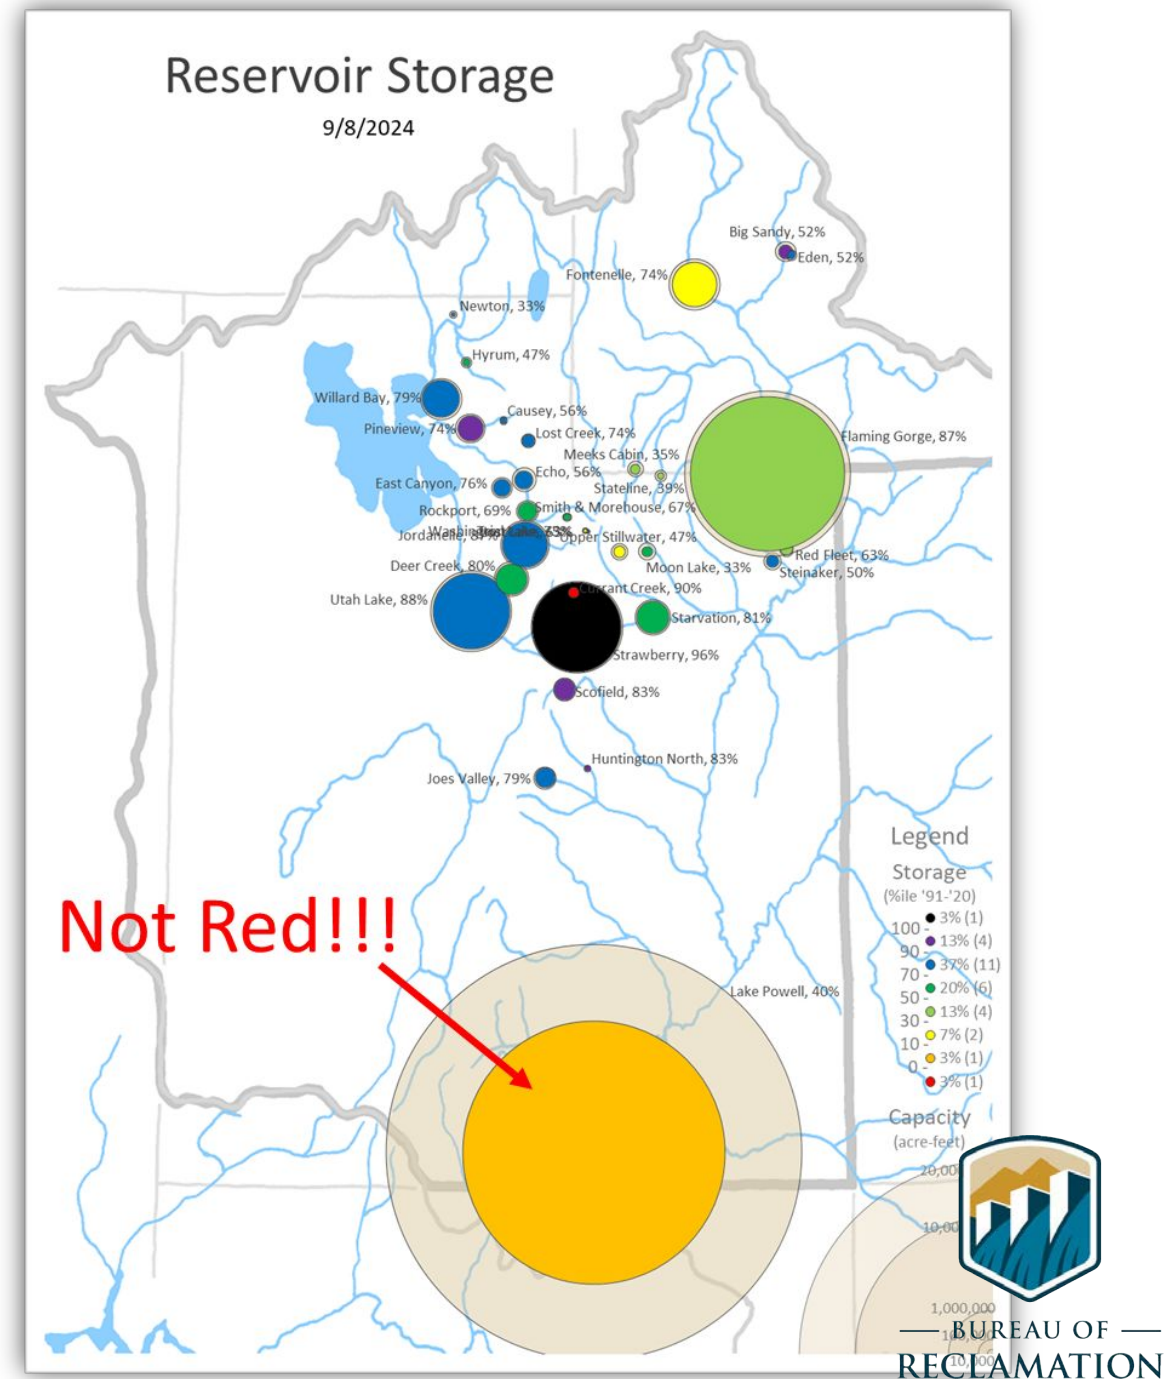 Reservoir Storage
9/8/2024
Big Sandy, 52%
Eden, 52%
Fontenelle, 74%
Newton, 33%
Hyrum, 47%
Willard Bay, 79%
Causey, 56%
Pineview, 74%
Lost Creek, 74%
Flaming Gorge, 87%
Meeks Cabin, 35%
Echo, 56%
East Canyon, 76%
Stateline, 39%
Rockport, 69%
Smith & Morehouse, 67%
Jordanelle, 87%
Upper Stillwater, 47%
Red Fleet, 63%
Deer Creek, 80%
Moon Lake, 33%
Steinaker, 50%
Currant Creek, 90%
Utah Lake, 88%
Starvation, 81%
Strawberry, 96%
Scofield, 83%
Huntington North, 83%
Joes Valley, 79%
Legend
Storage
(%ile '91-'20)
3% (1)
100 -
13% (4)
90 -
37% (11)
70 -
20% (6)
50 -
13% (4)
30 -
7% (2)
10 -
3% (1)
0 -
3% (1)
Not Red!!!
Lake Powell, 40%
Capacity
(acre-feet)
1,000,000
10,000
BUREAU OF
RECLAMATION